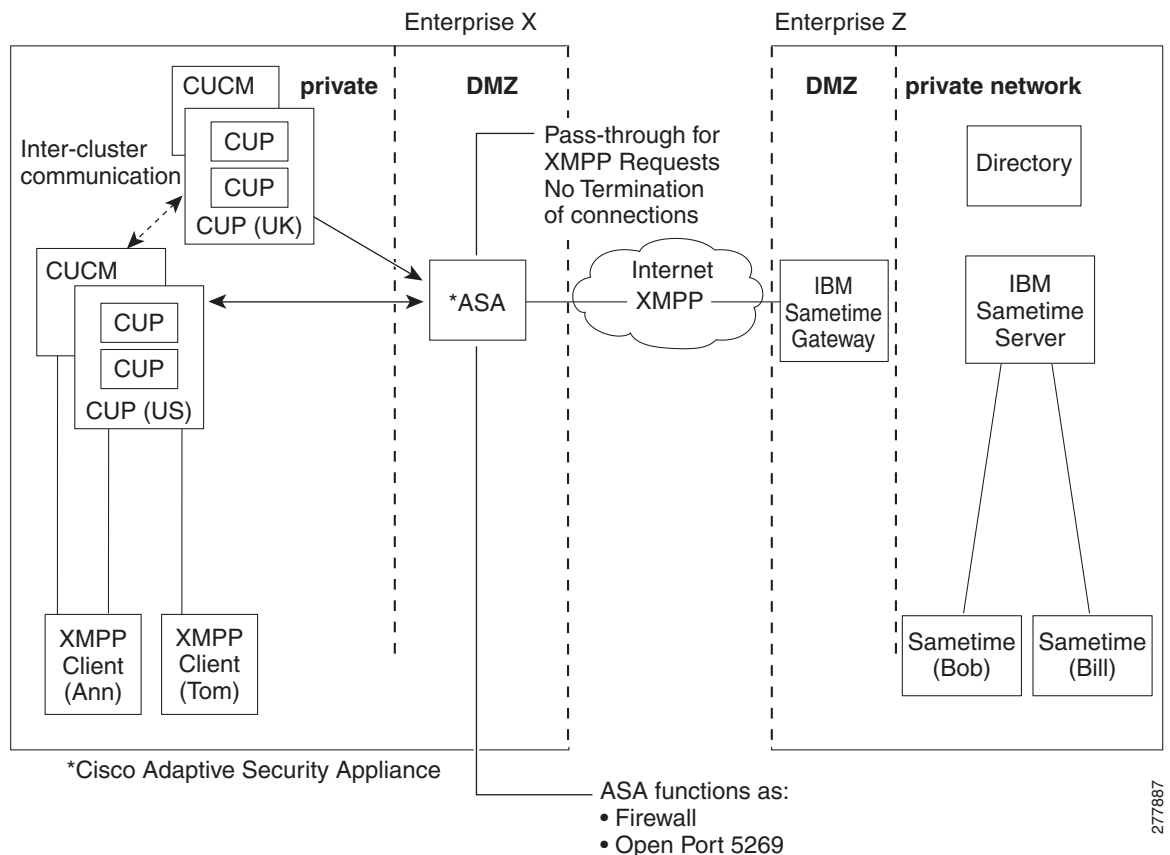 Enterprise X
Enterprise Z
CUCM
private
DMZ
DMZ
private network
CUP
CUP
CUP (UK)
Inter-cluster
communication
Pass-through for
XMPP Requests
No Termination
of connections
Directory
CUCM
CUP
CUP
CUP (US)
*ASA
Internet
XMPP
IBM
Sametime
Gateway
IBM
Sametime
Server
XMPP
Client
(Ann)
XMPP
Client
(Tom)
Sametime
(Bob)
Sametime
(Bill)
*Cisco Adaptive Security Appliance
ASA functions as:
• Firewall
• Open Port 5269
277887